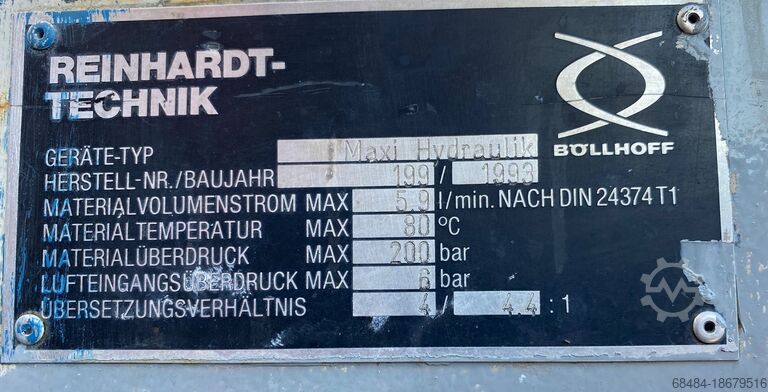 REINHARDT-
TECHNIK
BÖLLHOFF
GERÄTE-TYP Maxi Hydraulik
HERSTELL-NR./BAUJAHR 199 / 1993
MATERIALVOLUMENSTROM MAX 5,9 l/min. NACH DIN 24374 T1
MATERIALTEMPERATUR MAX 80 °C
MATERIALÜBERDRUCK MAX 200 bar
LUFTEINGANGSÜBERDRUCK MAX 6 bar
ÜBERSETZUNGSVERHÄLTNIS 4 / 4.4 : 1
68484-18679516